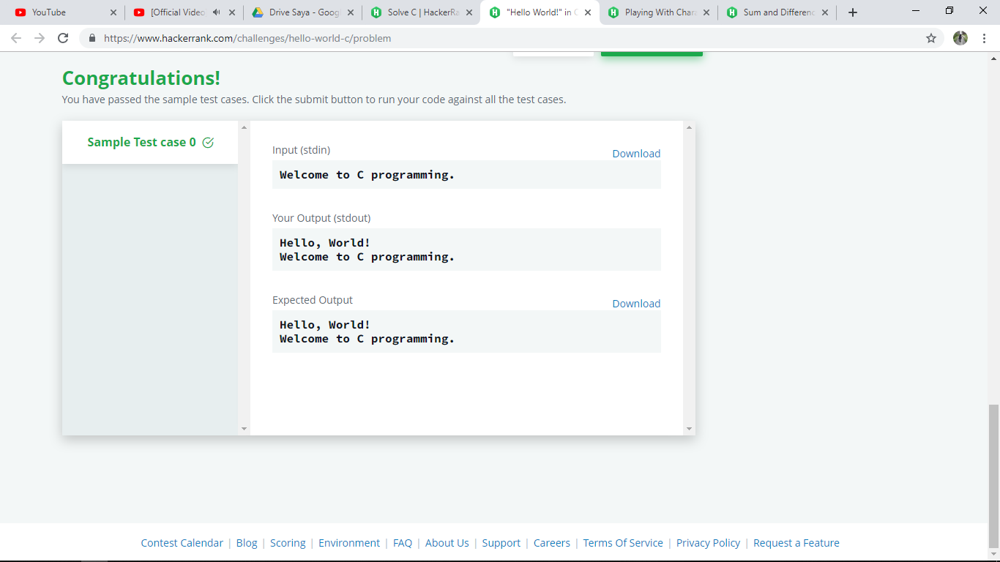 YouTube
[Official Video
Drive Saya - Goog
Solve C | HackerRa
"Hello World!" in C
Playing With Chara
Sum and Differenc
https://www.hackerrank.com/challenges/hello-world-c/problem
Congratulations!
You have passed the sample test cases. Click the submit button to run your code against all the test cases.
Sample Test case 0
Input (stdin)
Download
Welcome to C programming.
Your Output (stdout)
Hello, World!
Welcome to C programming.
Expected Output
Download
Hello, World!
Welcome to C programming.
Contest Calendar | Blog | Scoring | Environment | FAQ | About Us | Support | Careers | Terms Of Service | Privacy Policy | Request a Feature